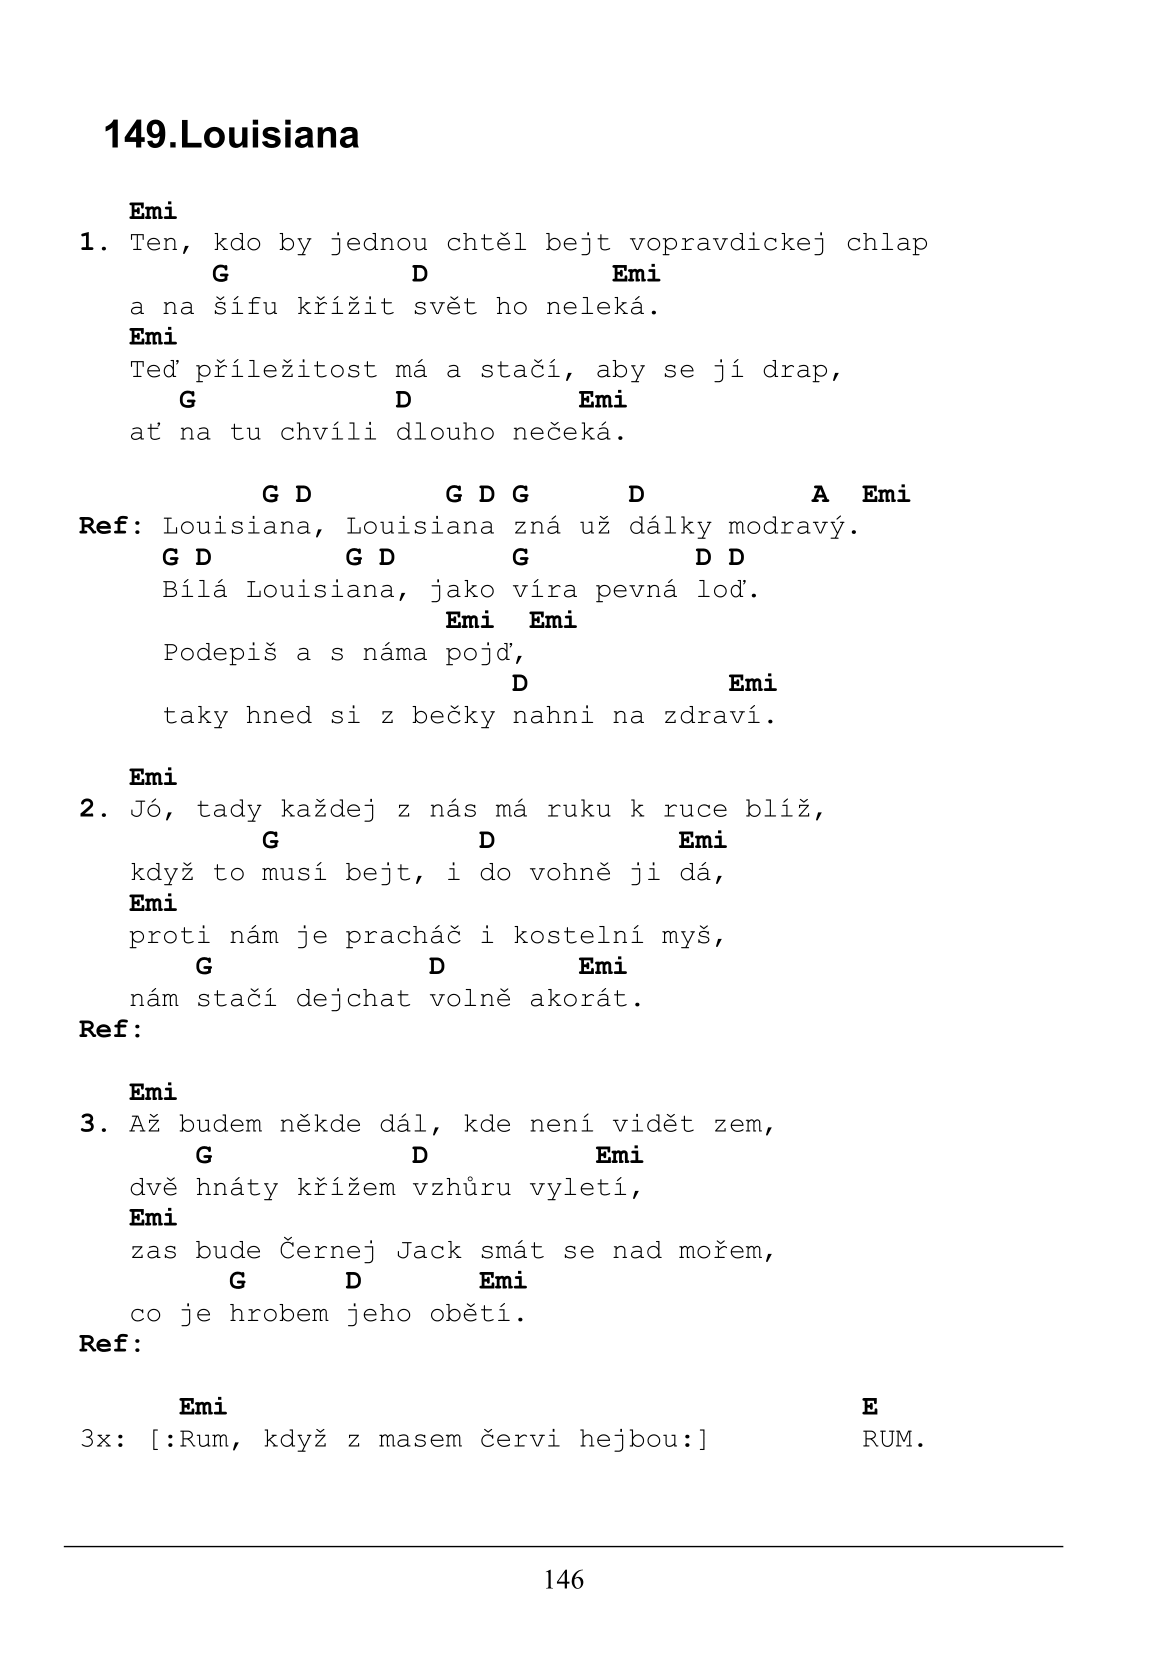 149.Louisiana
Emi
1. Ten, kdo by jednou chtěl bejt vopravdickej chlap
G D Emi
a na šífu křížit svět ho neleká.
Emi
Teď příležitost má a stačí, aby se jí drap,
G D Emi
ať na tu chvíli dlouho nečeká.
G D G D G D A Emi
Ref: Louisiana, Louisiana zná už dálky modravý.
G D G D G D D
Bílá Louisiana, jako víra pevná loď.
Emi Emi
Podepiš a s náma pojď,
D Emi
taky hned si z bečky nahni na zdraví.
Emi
2. Jó, tady každej z nás má ruku k ruce blíž,
G D Emi
když to musí bejt, i do vohně ji dá,
Emi
proti nám je pracháč i kostelní myš,
G D Emi
nám stačí dejchat volně akorát.
Ref:
Emi
3. Až budem někde dál, kde není vidět zem,
G D Emi
dvě hnáty křížem vzhůru vyletí,
Emi
zas bude Černej Jack smát se nad mořem,
G D Emi
co je hrobem jeho obětí.
Ref:
Emi E
3x: [:Rum, když z masem červi hejbou:] RUM.
146